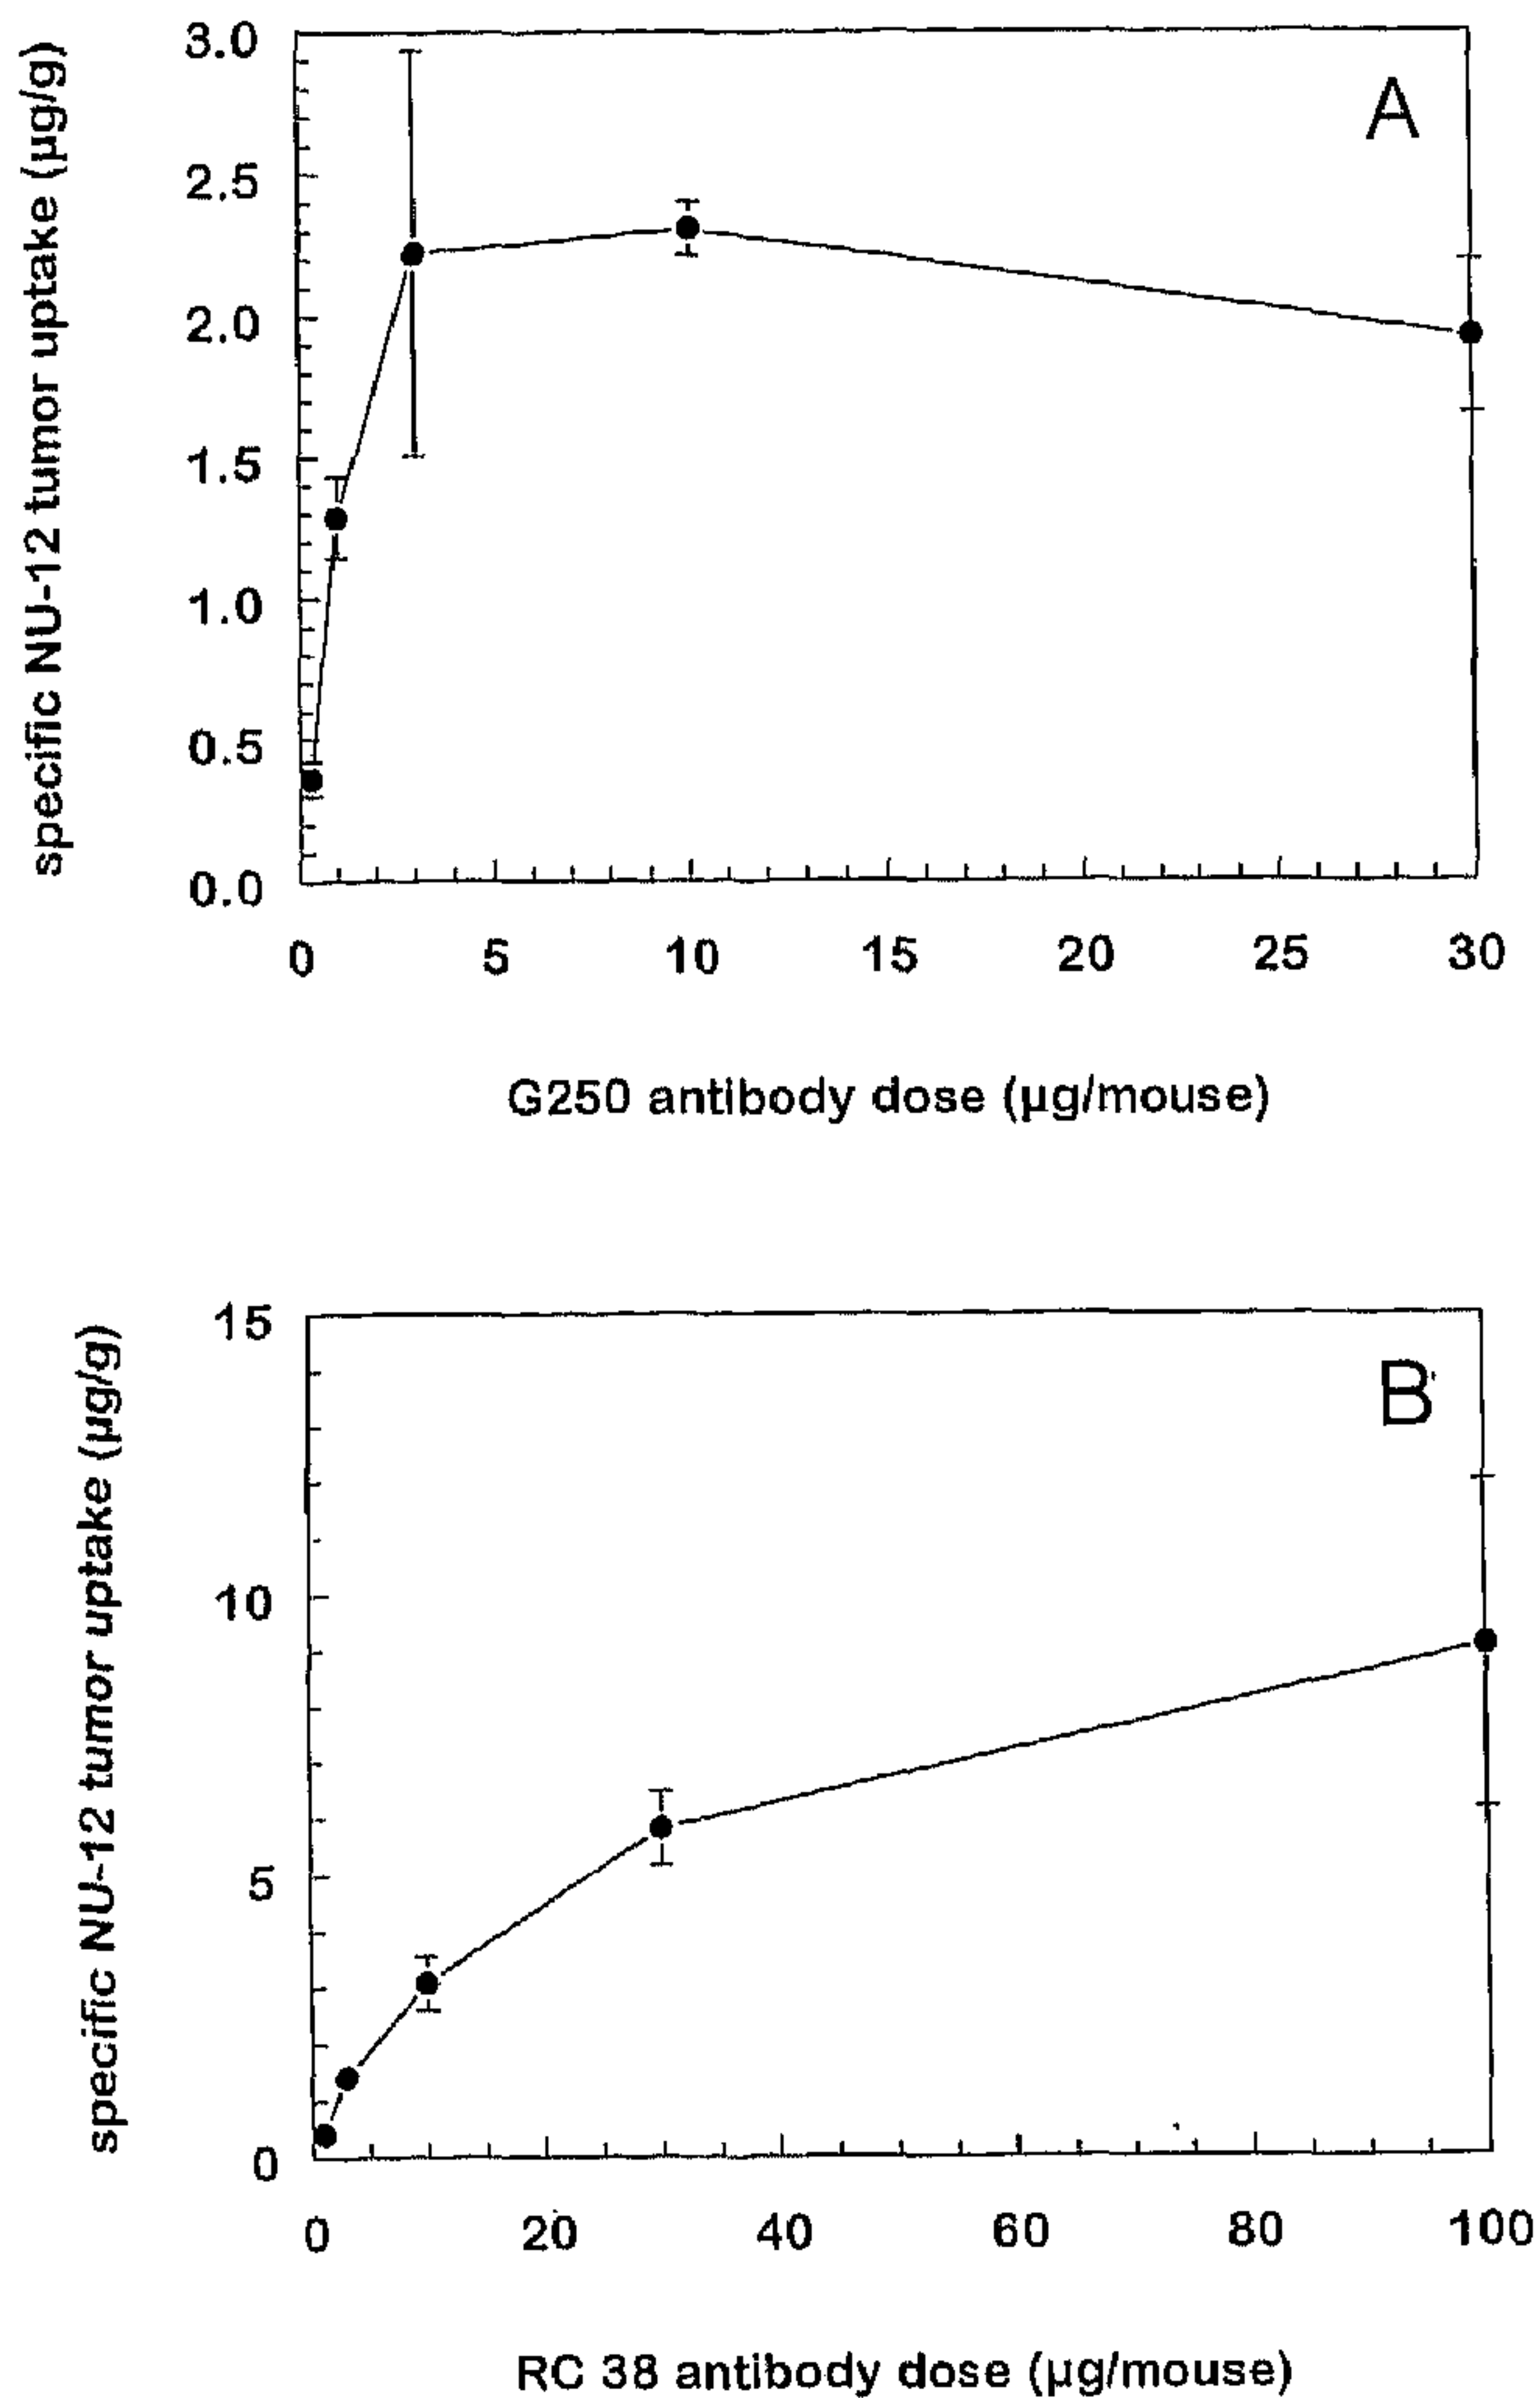 A
specific NU-12 tumor uptake (µg/g)
3.0
2.5
2.0
1.5
1.0
0.5
0.0
0 5 10 15 20 25 30
G250 antibody dose (µg/mouse)
B
specific NU-12 tumor uptake (µg/g)
15
10
5
0
0 20 40 60 80 100
RC 38 antibody dose (µg/mouse)